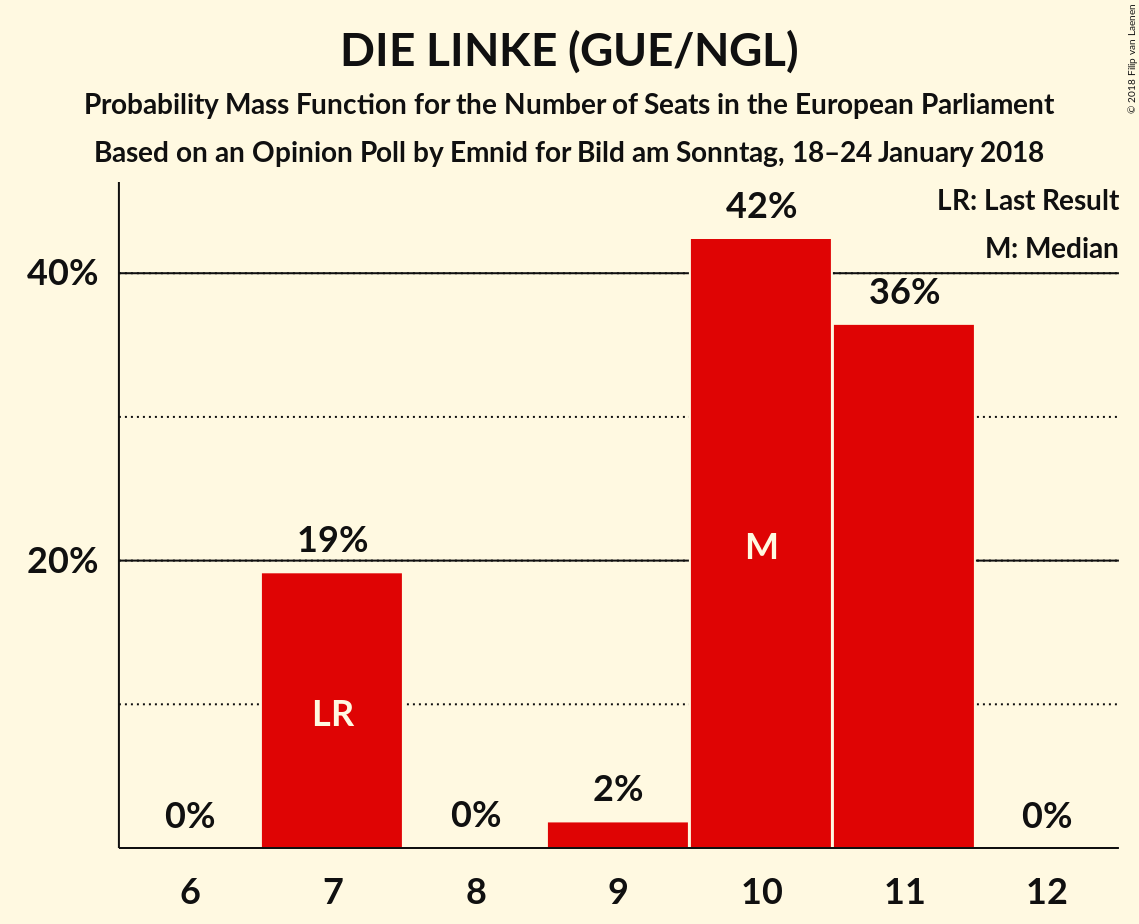 DIE LINKE (GUE/NGL)
Probability Mass Function for the Number of Seats in the European Parliament
Based on an Opinion Poll by Emnid for Bild am Sonntag, 18–24 January 2018
© 2018 Filip van Laenen
LR: Last Result
M: Median
40%
20%
0%
19%
0%
2%
42%
36%
0%
LR
M
6 7 8 9 10 11 12